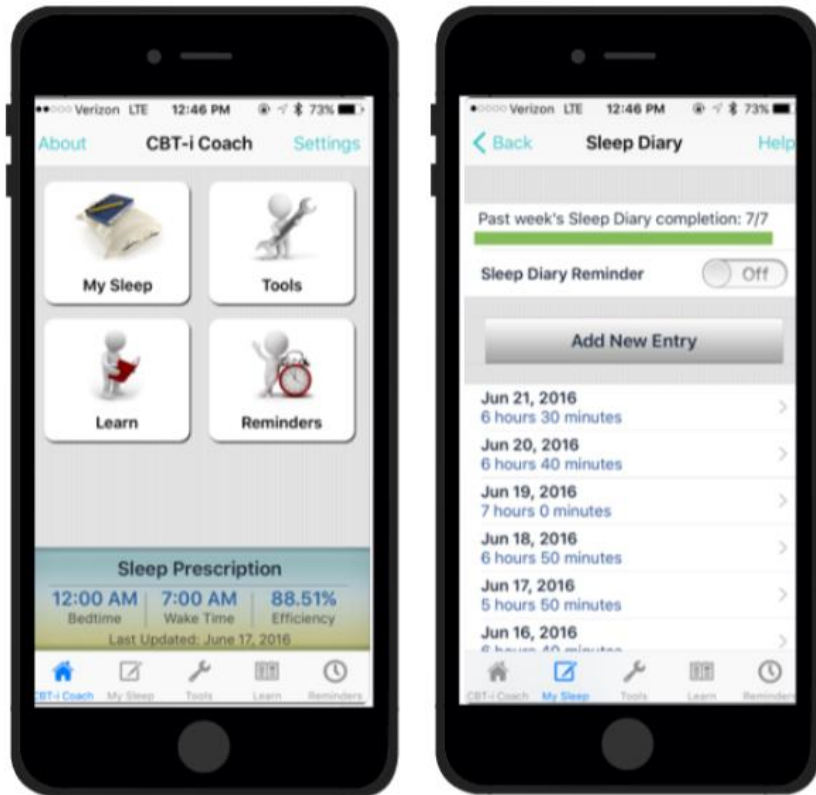 Verizon LTE 12:46 PM 73%
About CBT-i Coach Settings
My Sleep Tools
Learn Reminders
Sleep Prescription
12:00 AM 7:00 AM 88.51%
Bedtime Wake Time Efficiency
Last Updated: June 17, 2016
CBT-i Coach My Sleep Tools Learn Reminders
Verizon LTE 12:46 PM 73%
Back Sleep Diary Help
Past week's Sleep Diary completion: 7/7
Sleep Diary Reminder Off
Add New Entry
Jun 21, 2016
6 hours 30 minutes
Jun 20, 2016
6 hours 40 minutes
Jun 19, 2016
7 hours 0 minutes
Jun 18, 2016
6 hours 50 minutes
Jun 17, 2016
5 hours 50 minutes
Jun 16, 2016
6 hours 40 minutes
CBT-i Coach My Sleep Tools Learn Reminders